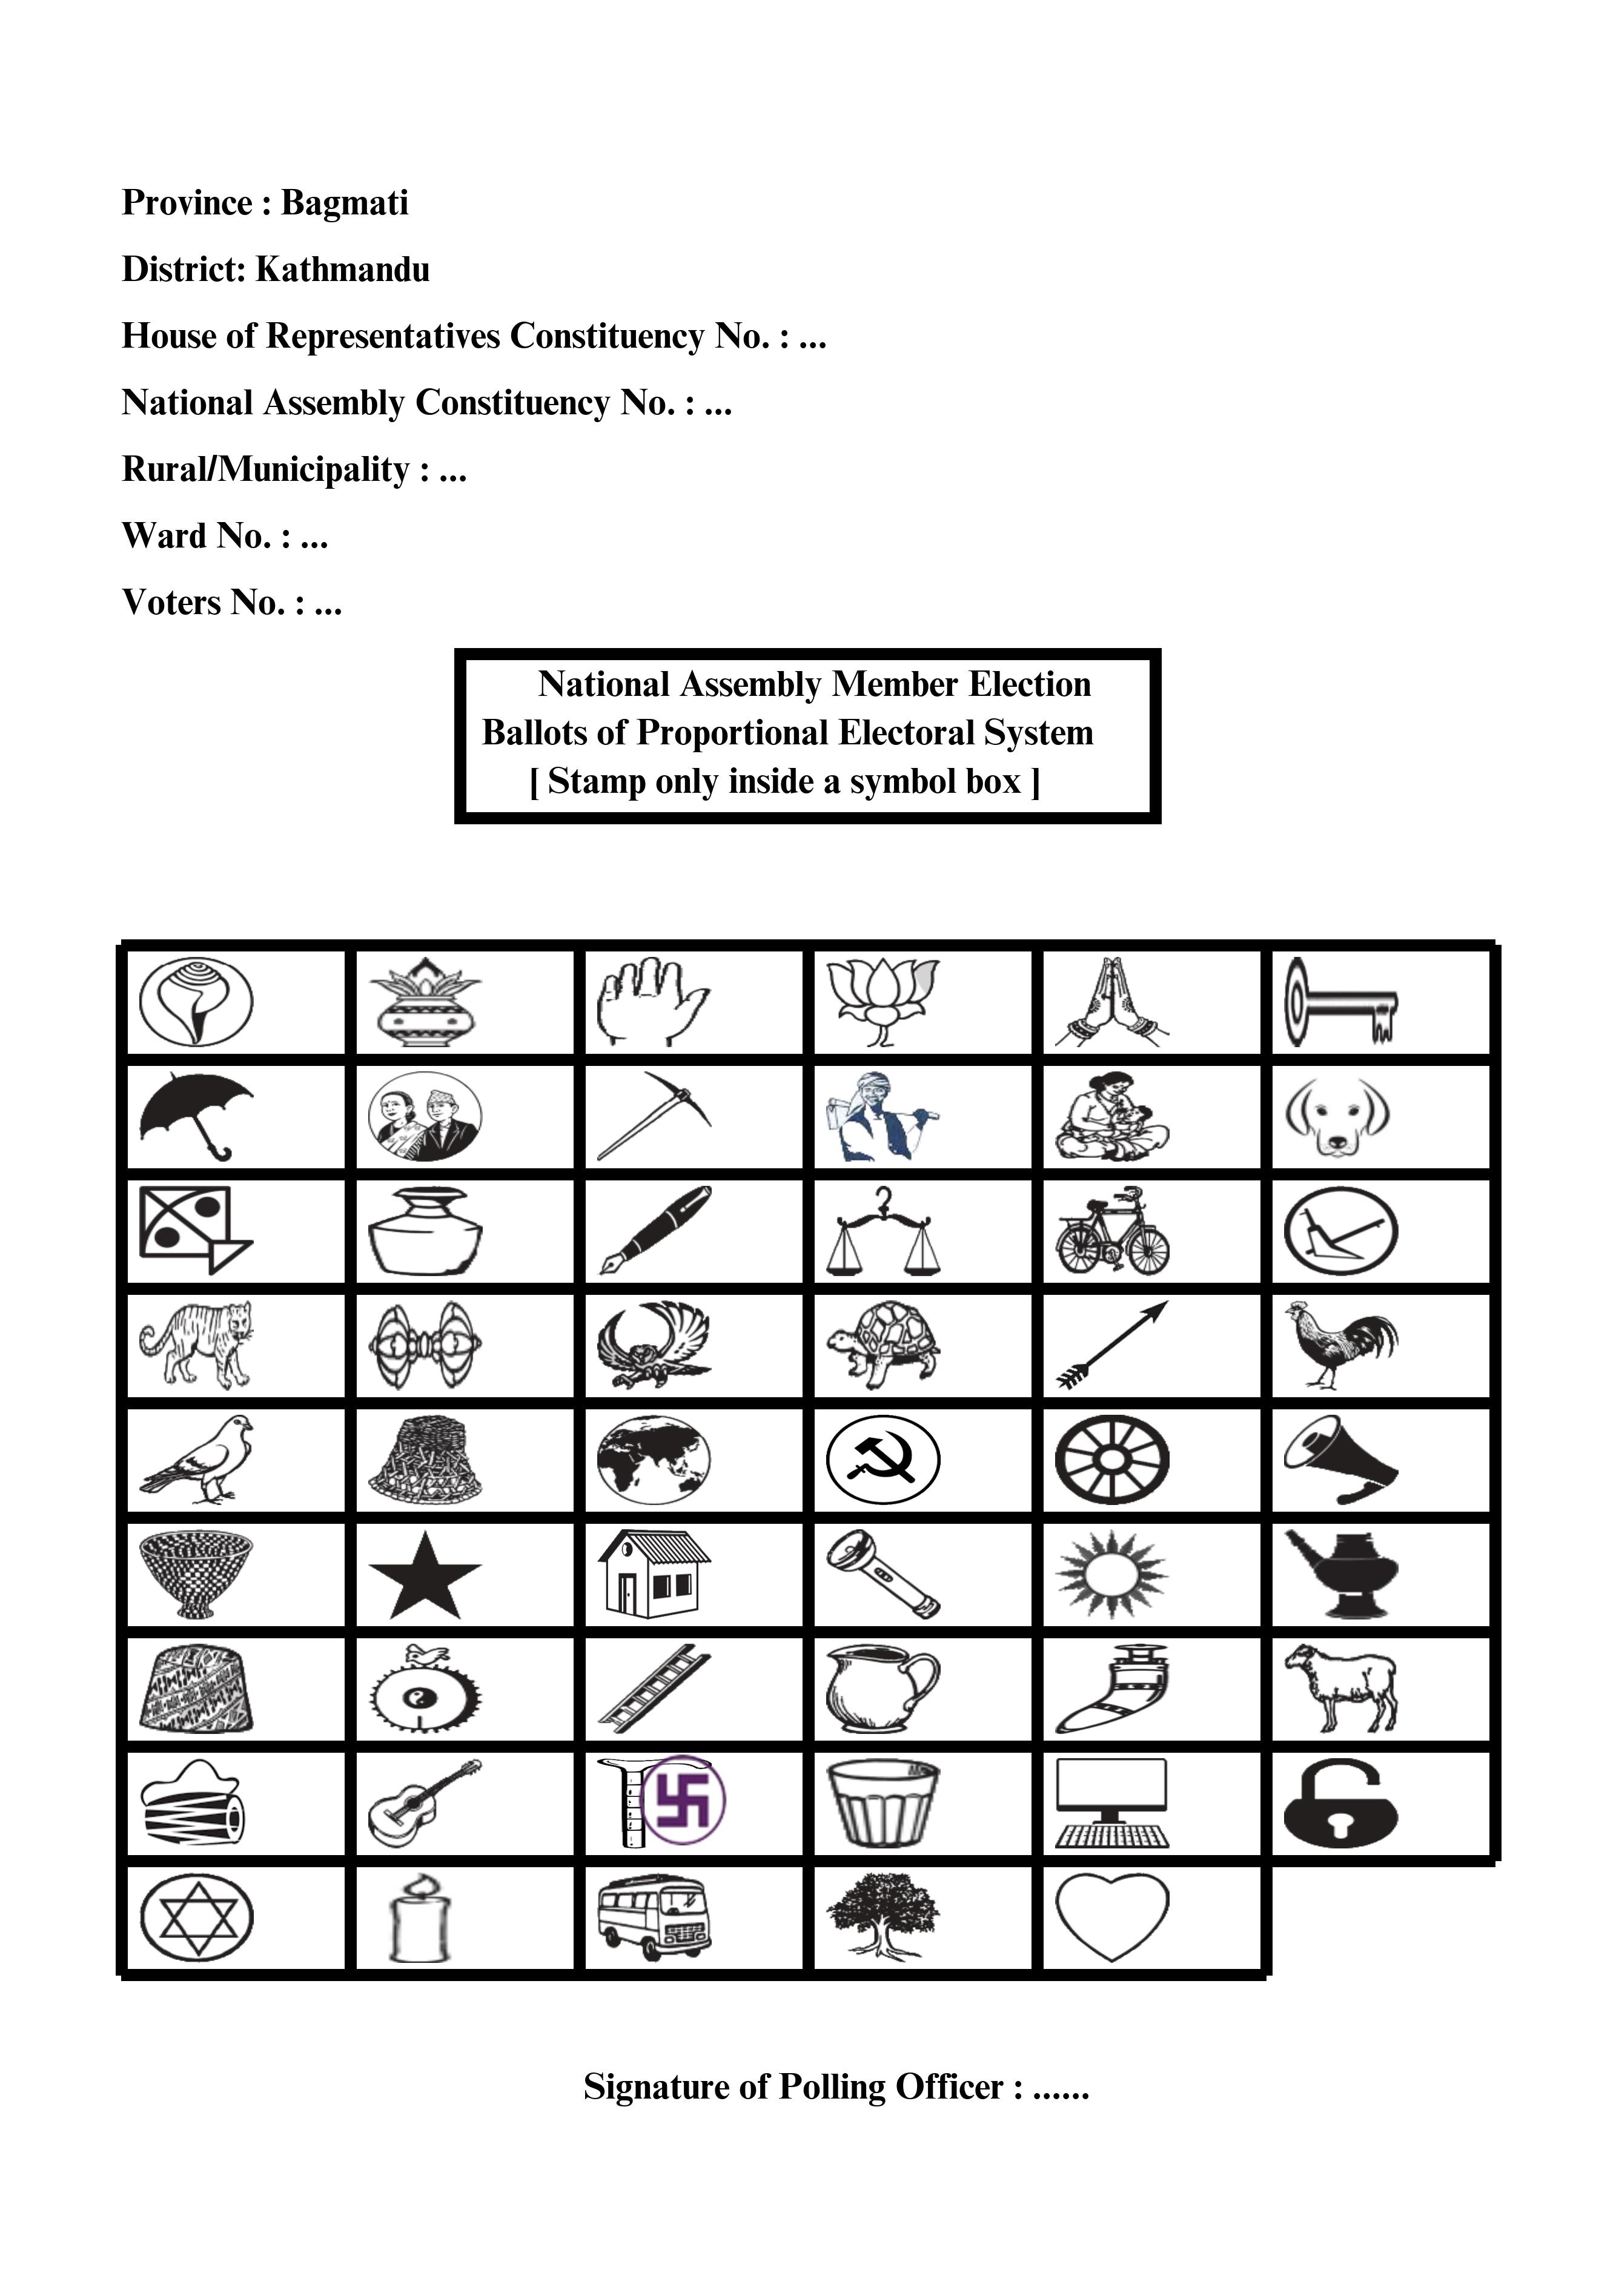 Province : Bagmati
District: Kathmandu
House of Representatives Constituency No. : ...
National Assembly Constituency No. : ...
Rural/Municipality : ...
Ward No. : ...
Voters No. : ...
National Assembly Member Election
Ballots of Proportional Electoral System
[ Stamp only inside a symbol box ]
Signature of Polling Officer : ......